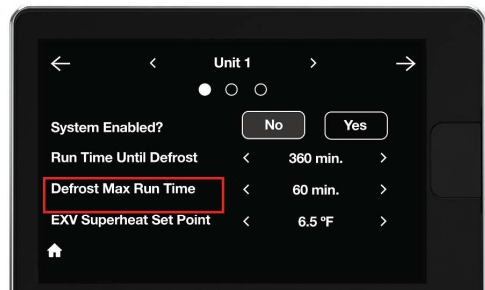 Unit 1
System Enabled? No Yes
Run Time Until Defrost 360 min.
Defrost Max Run Time 60 min.
EXV Superheat Set Point 6.5 ºF